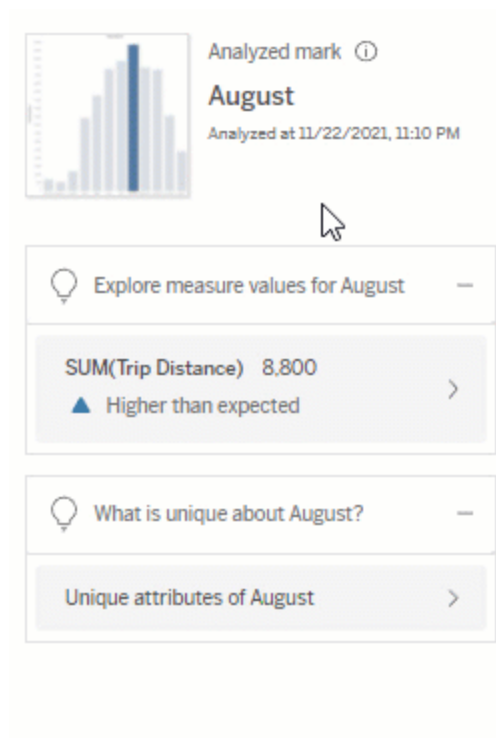 Analyzed mark
August
Analyzed at 11/22/2021, 11:10 PM
Explore measure values for August
SUM(Trip Distance) 8,800
Higher than expected
What is unique about August?
Unique attributes of August